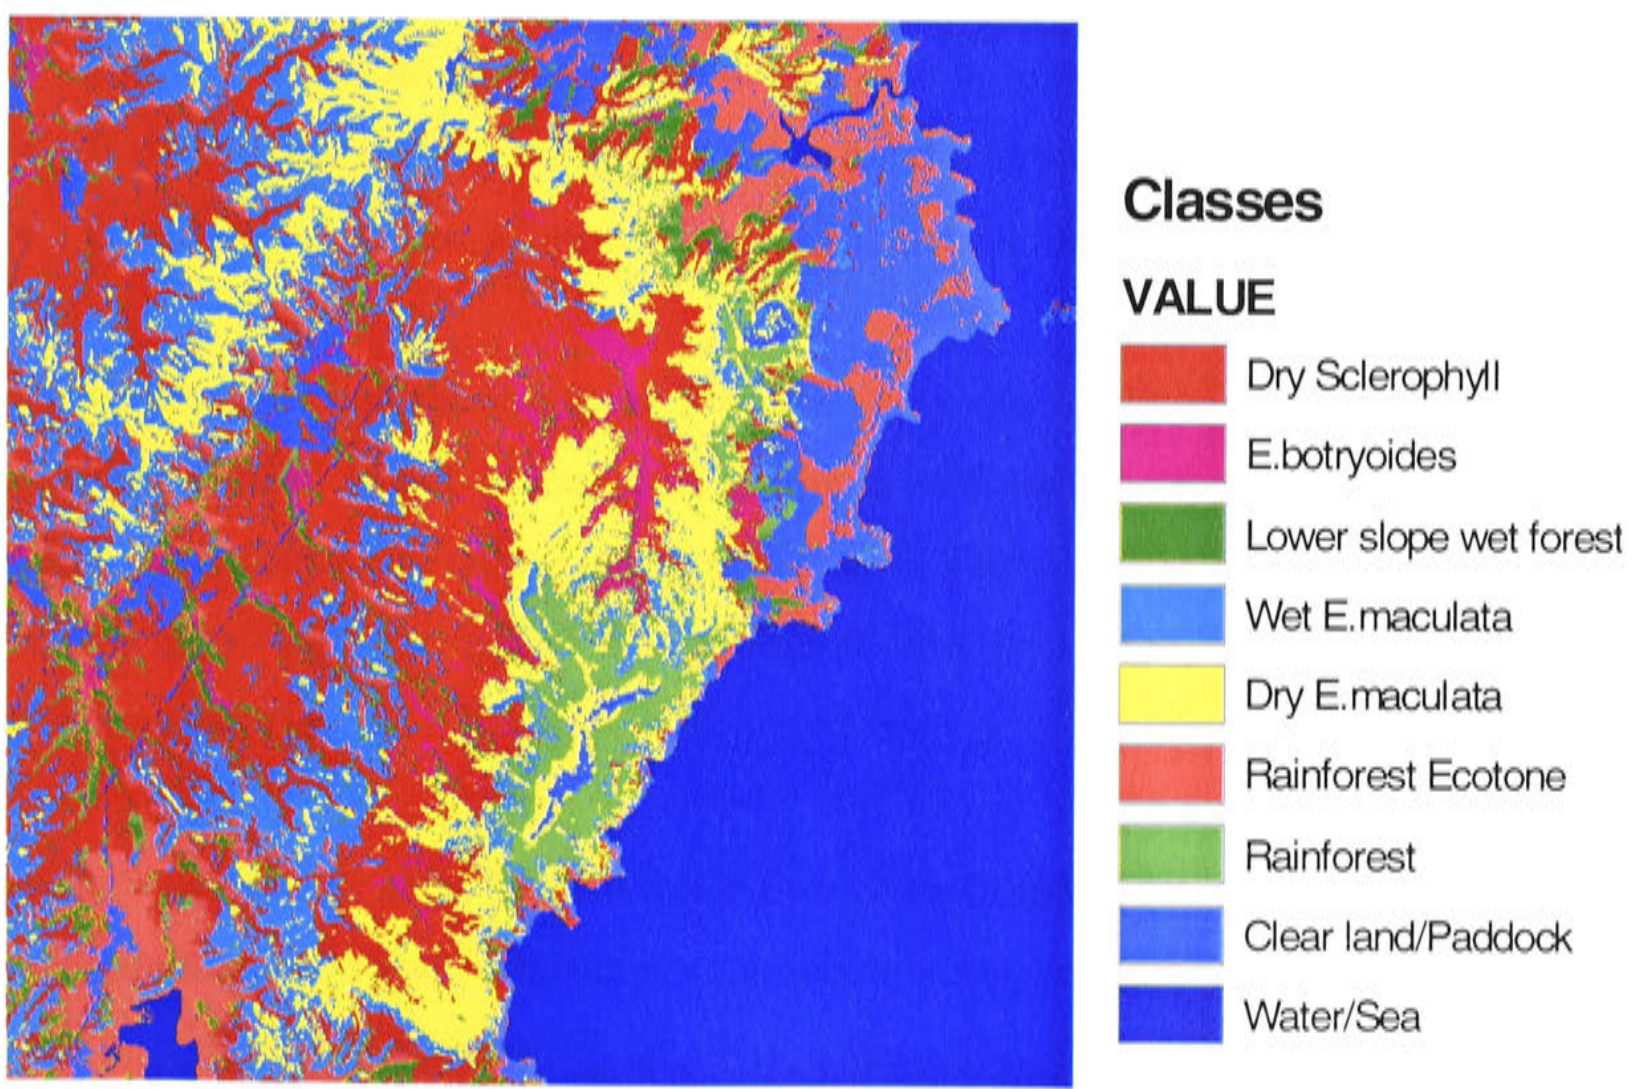 Classes
VALUE
Dry Sclerophyll
E.botryoides
Lower slope wet forest
Wet E.maculata
Dry E.maculata
Rainforest Ecotone
Rainforest
Clear land/Paddock
Water/Sea